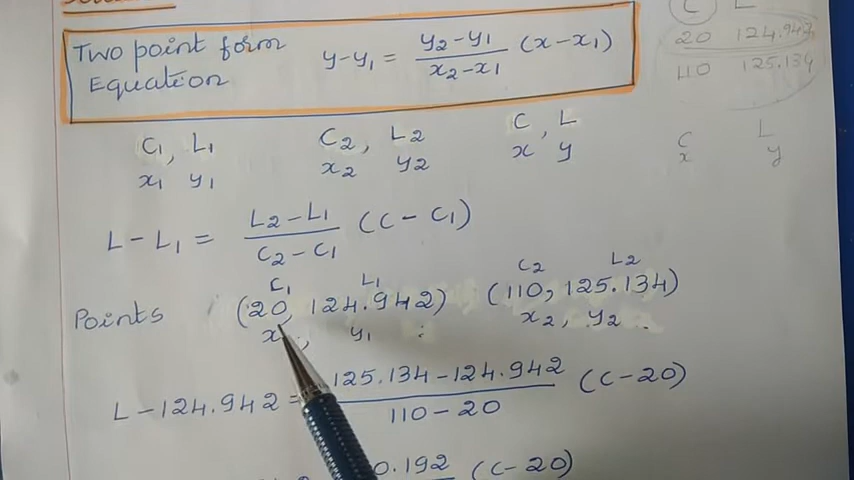 Two point form
Equation
y-y₁ = y₂-y₁ / x₂-x₁ (x-x₁)
C L
20 124.942
110 125.134
C₁, L₁ C₂, L₂ C, L
x₁ y₁ x₂ y₂ x y
C L
x y
L-L₁ = L₂-L₁ / C₂-C₁ (C-C₁)
C₁ L₁ C₂ L₂
Points (20, 124.942) (110, 125.134)
x , y₁ x₂, y₂
L-124.942 = 125.134-124.942 / 110-20 (C-20)
0.192 (C-20)